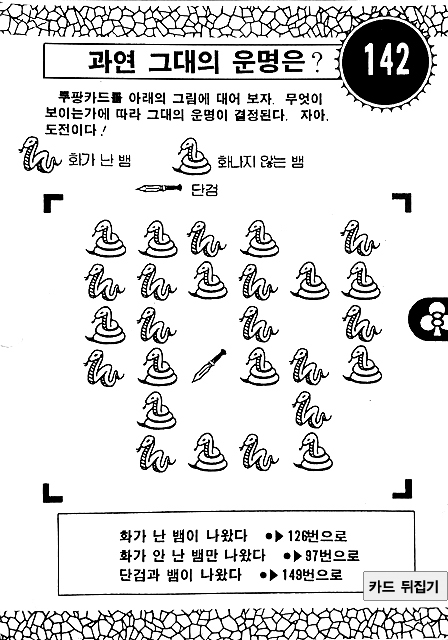 과연 그대의 운명은?
142
투팡카드를 아래의 그림에 대어 보자. 무엇이
보이는가에 따라 그대의 운명이 결정된다. 자아,
도전이다!
화가 난 뱀 화나지 않는 뱀
단검
화가 난 뱀이 나왔다 ●▶ 126번으로
화가 안 난 뱀만 나왔다 ●▶ 97번으로
단검과 뱀이 나왔다 ●▶ 149번으로
카드 뒤집기